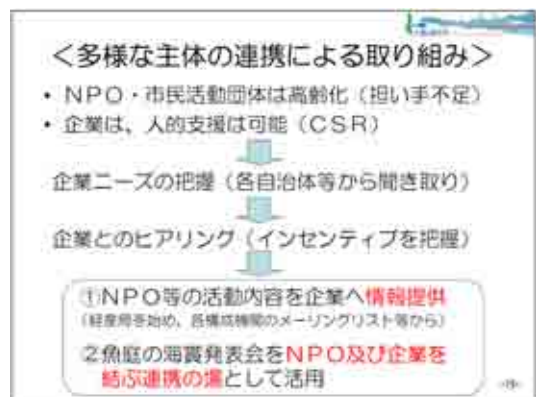 ＜多様な主体の連携による取り組み＞
・ＮＰＯ・市民活動団体は高齢化（担い手不足）
・企業は、人的支援は可能（ＣＳＲ）
企業ニーズの把握（各自治体等から聞き取り）
企業とのヒアリング（インセンティブを把握）
①ＮＰＯ等の活動内容を企業へ情報提供
（経産局を始め、各構成機関のメーリングリスト等から）
②魚庭の海賞発表会をＮＰＯ及び企業を
結ぶ連携の場として活用